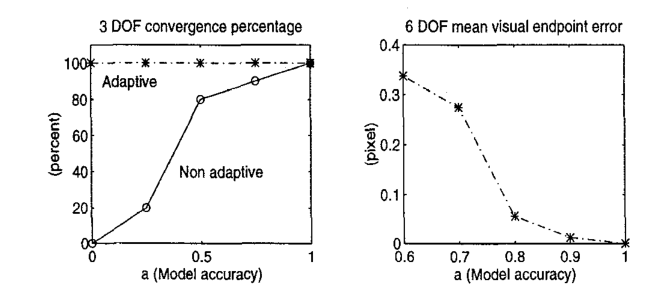 3 DOF convergence percentage
100
80
60
40
20
0
(percent)
Adaptive
Non adaptive
0
0.5
1
a (Model accuracy)
6 DOF mean visual endpoint error
0.4
0.3
0.2
0.1
0
(pixel)
0.6
0.7
0.8
0.9
1
a (Model accuracy)